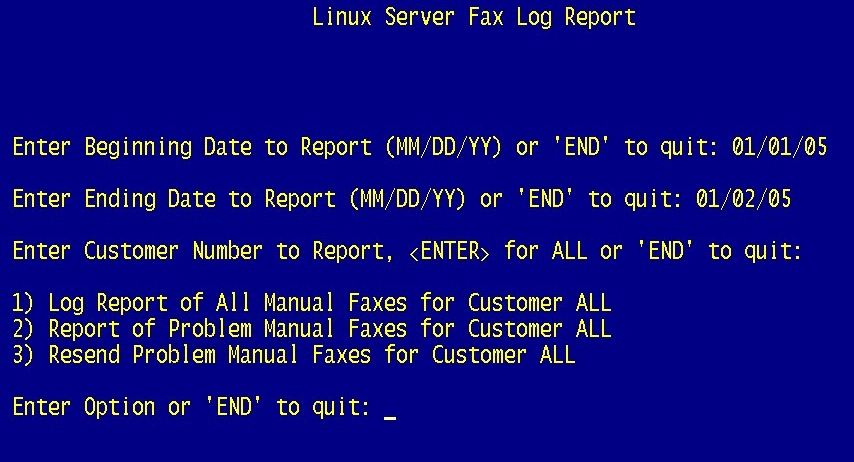 Linux Server Fax Log Report
Enter Beginning Date to Report (MM/DD/YY) or 'END' to quit: 01/01/05
Enter Ending Date to Report (MM/DD/YY) or 'END' to quit: 01/02/05
Enter Customer Number to Report, <ENTER> for ALL or 'END' to quit:
1) Log Report of All Manual Faxes for Customer ALL
2) Report of Problem Manual Faxes for Customer ALL
3) Resend Problem Manual Faxes for Customer ALL
Enter Option or 'END' to quit: _